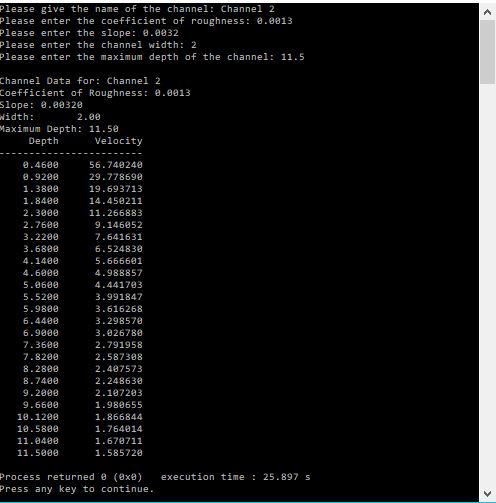 Please give the name of the channel: Channel 2
Please enter the coefficient of roughness: 0.0013
Please enter the slope: 0.0032
Please enter the channel width: 2
Please enter the maximum depth of the channel: 11.5
Channel Data for: Channel 2
Coefficient of Roughness: 0.0013
Slope: 0.00320
Width: 2.00
Maximum Depth: 11.50
Depth Velocity
------------------------
0.4600 56.740240
0.9200 29.778690
1.3800 19.693713
1.8400 14.450211
2.3000 11.266883
2.7600 9.146052
3.2200 7.641631
3.6800 6.524830
4.1400 5.666601
4.6000 4.988857
5.0600 4.441703
5.5200 3.991847
5.9800 3.616268
6.4400 3.298570
6.9000 3.026780
7.3600 2.791958
7.8200 2.587308
8.2800 2.407573
8.7400 2.248630
9.2000 2.107203
9.6600 1.980655
10.1200 1.866844
10.5800 1.764014
11.0400 1.670711
11.5000 1.585720
Process returned 0 (0x0) execution time : 25.897 s
Press any key to continue.